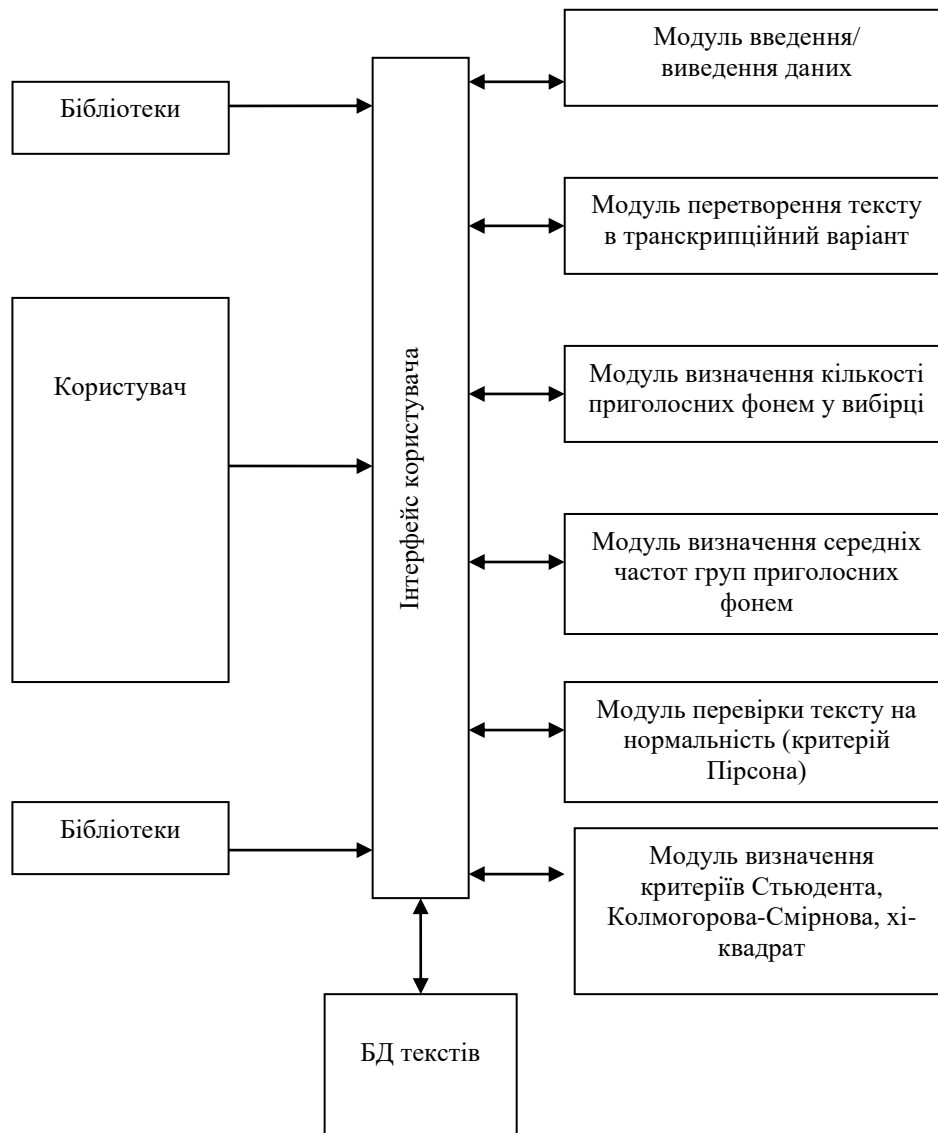 Бібліотеки
Користувач
Бібліотеки
Інтерфейс користувача
Модуль введення/
виведення даних
Модуль перетворення тексту
в транскрипційний варіант
Модуль визначення кількості
приголосних фонем у вибірці
Модуль визначення середніх
частот груп приголосних
фонем
Модуль перевірки тексту на
нормальність (критерій
Пірсона)
Модуль визначення
критеріїв Стьюдента,
Колмогорова-Смірнова, хі-
квадрат
БД текстів